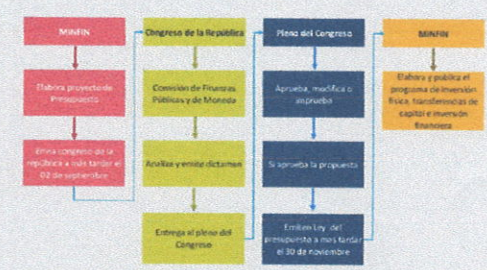 MINFIN
Elabora proyecto de
Presupuesto
Envía congreso de la
república a más tardar el
02 de septiembre
Congreso de la República
Comisión de Finanzas
Públicas y de Moneda
Analiza y emite dictamen
Entrega al pleno del
Congreso
Pleno del Congreso
Aprueba, modifica o
imprueba
Si aprueba la propuesta
Emiten Ley del
presupuesto a más tardar
el 30 de noviembre
MINFIN
Elabora y publica el
programa de inversión
física, transferencias de
capital e inversión
financiera